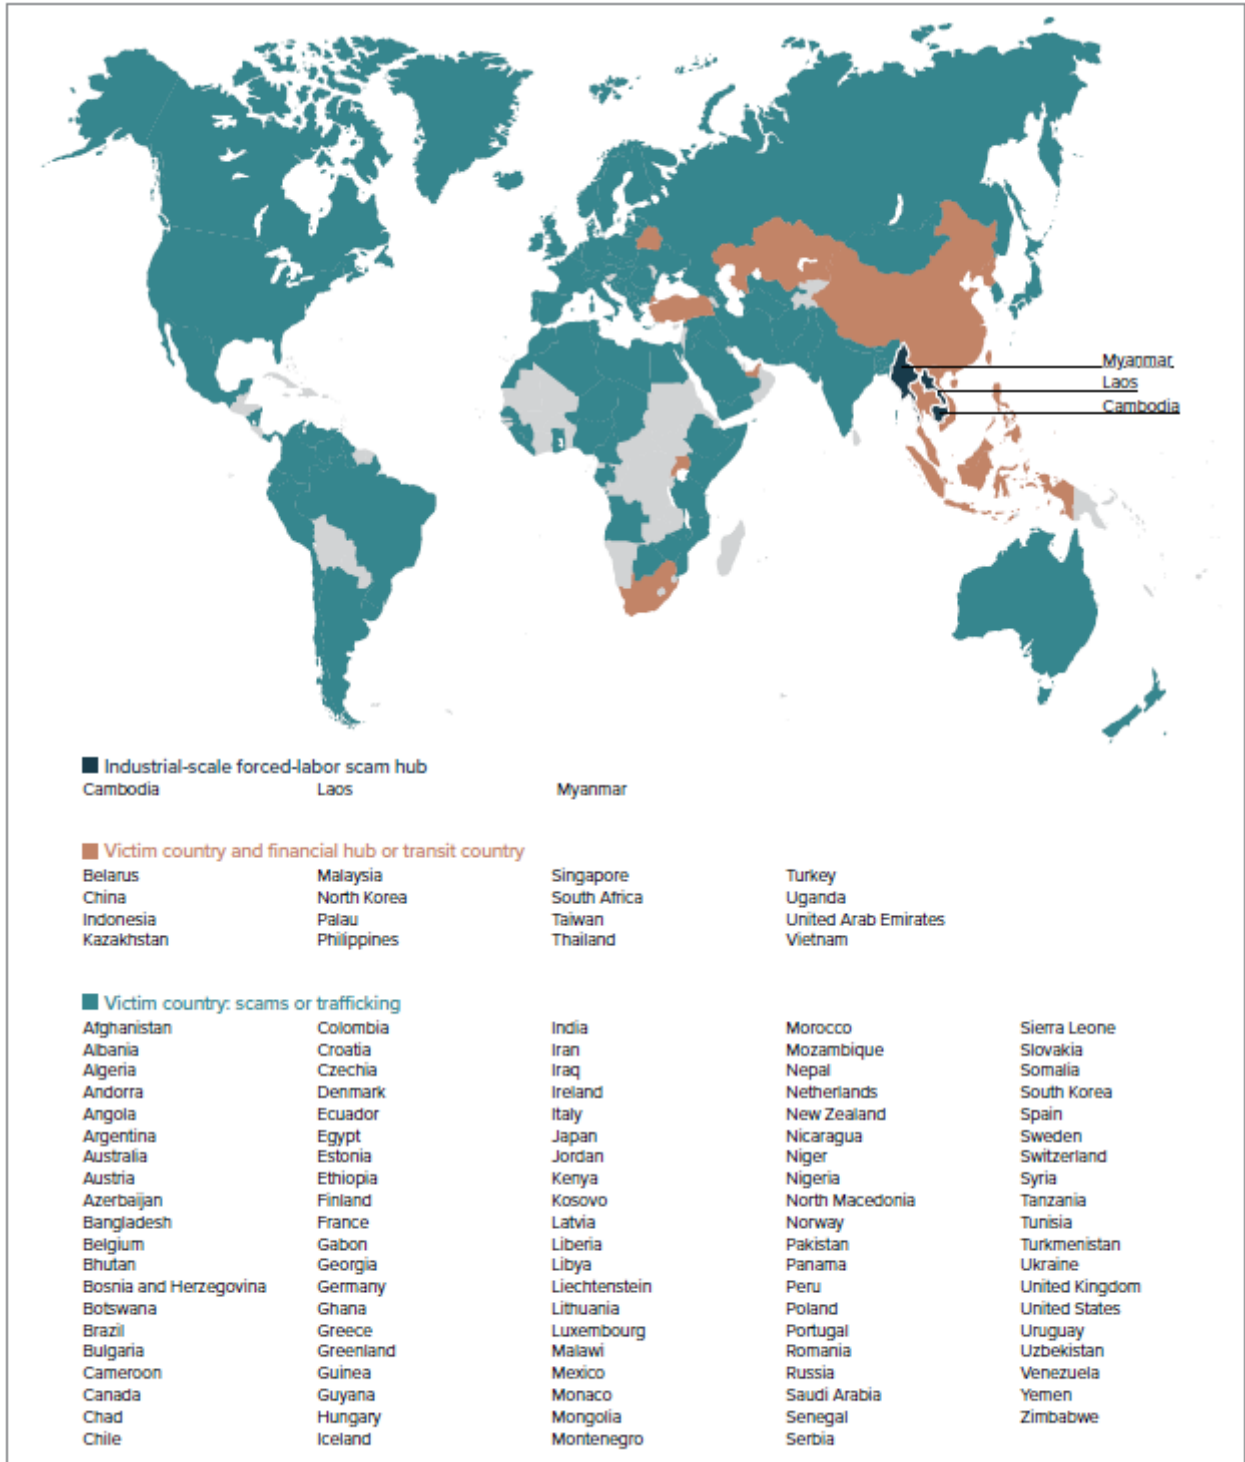 Myanmar
Laos
Cambodia
Industrial-scale forced-labor scam hub
Cambodia Laos Myanmar
Victim country and financial hub or transit country
Belarus Malaysia Singapore Turkey
China North Korea South Africa Uganda
Indonesia Palau Taiwan United Arab Emirates
Kazakhstan Philippines Thailand Vietnam
Victim country: scams or trafficking
Afghanistan Colombia India Morocco Sierra Leone
Albania Croatia Iran Mozambique Slovakia
Algeria Czechia Iraq Nepal Somalia
Andorra Denmark Ireland Netherlands South Korea
Angola Ecuador Italy New Zealand Spain
Argentina Egypt Japan Nicaragua Sweden
Australia Estonia Jordan Niger Switzerland
Austria Ethiopia Kenya Nigeria Syria
Azerbaijan Finland Kosovo North Macedonia Tanzania
Bangladesh France Latvia Norway Tunisia
Belgium Gabon Liberia Pakistan Turkmenistan
Bhutan Georgia Libya Panama Ukraine
Bosnia and Herzegovina Germany Liechtenstein Peru United Kingdom
Botswana Ghana Lithuania Poland United States
Brazil Greece Luxembourg Portugal Uruguay
Bulgaria Greenland Malawi Romania Uzbekistan
Cameroon Guinea Mexico Russia Venezuela
Canada Guyana Monaco Saudi Arabia Yemen
Chad Hungary Mongolia Senegal Zimbabwe
Chile Iceland Montenegro Serbia